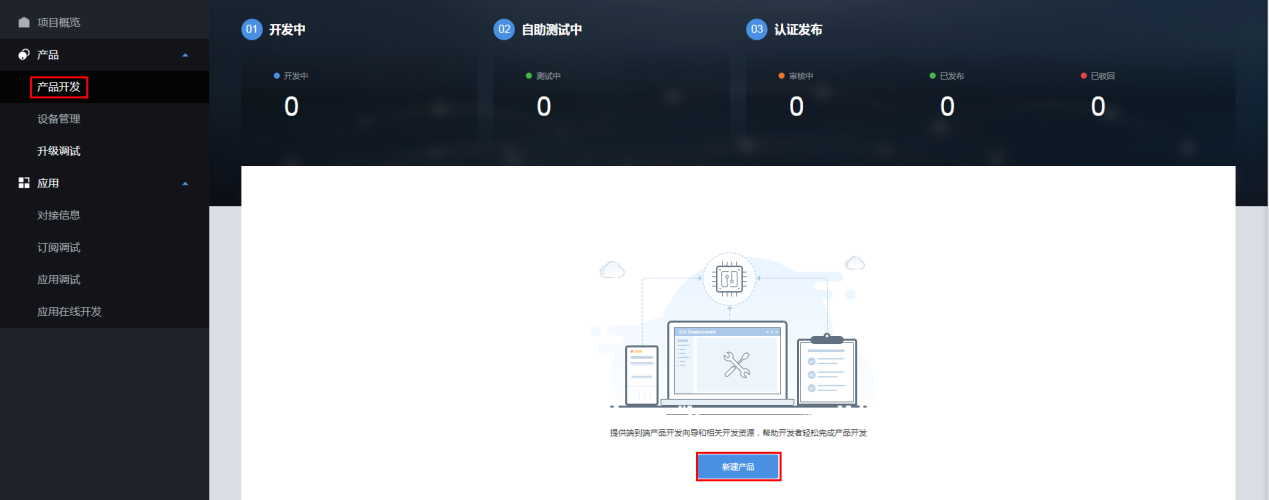 项目概览
产品
产品开发
设备管理
升级调试
应用
对接信息
订阅调试
应用调试
应用在线开发
01 开发中
开发中
0
02 自助测试中
测试中
0
03 认证发布
审核中 已发布 已驳回
0 0 0
提供端到端产品开发向导和相关开发资源，帮助开发者轻松完成产品开发
新建产品